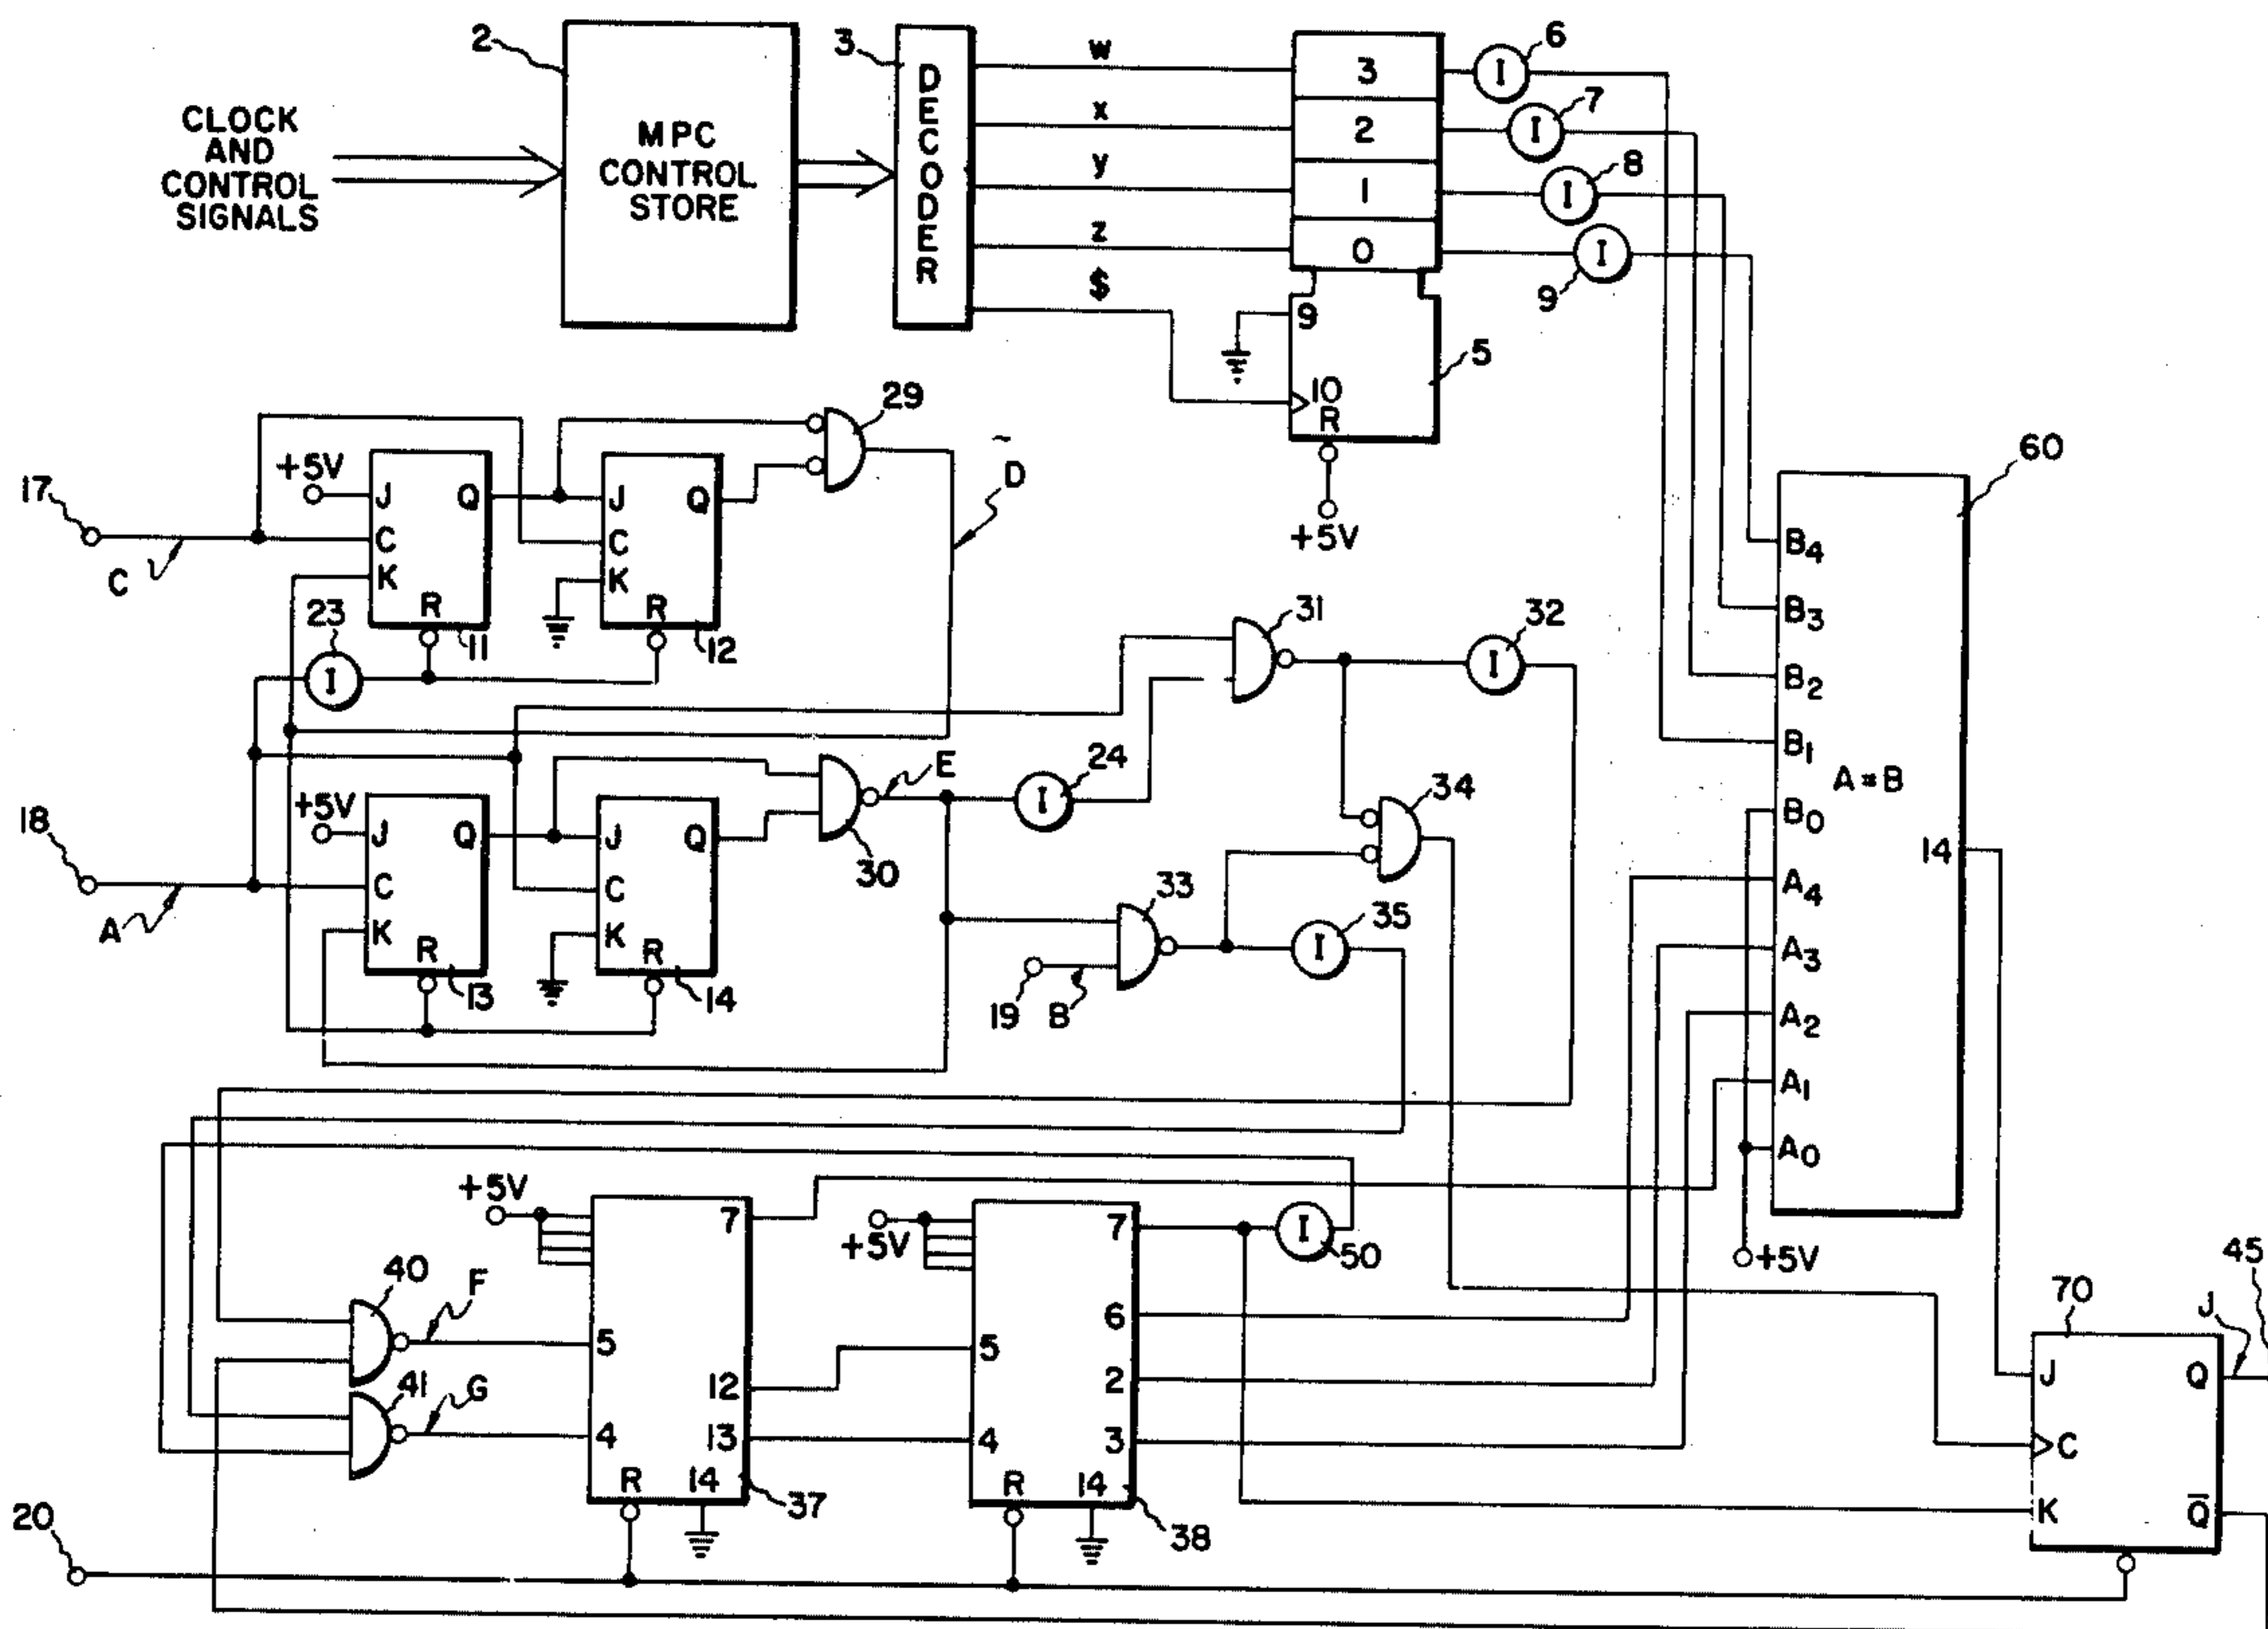 2
3
6
CLOCK
AND
CONTROL
SIGNALS
MPC
CONTROL
STORE
DECODER
w
x
y
z
$
3
2
1
0
I
I
I
I
7
8
9
9
10
R
5
+5V
17
C
+5V
J
C
K
Q
R
11
J
C
K
Q
R
12
29
D
23
I
18
A
+5V
J
C
K
Q
R
13
J
C
K
Q
R
14
30
E
24
I
31
32
I
33
34
35
I
19
B
60
B4
B3
B2
B1
B0
A=B
A4
A3
A2
A1
A0
14
+5V
40
F
41
G
+5V
7
5
12
4
13
R
14
37
+5V
7
5
6
2
4
3
R
14
38
I
50
20
70
J
C
K
Q
Q̅
J
45